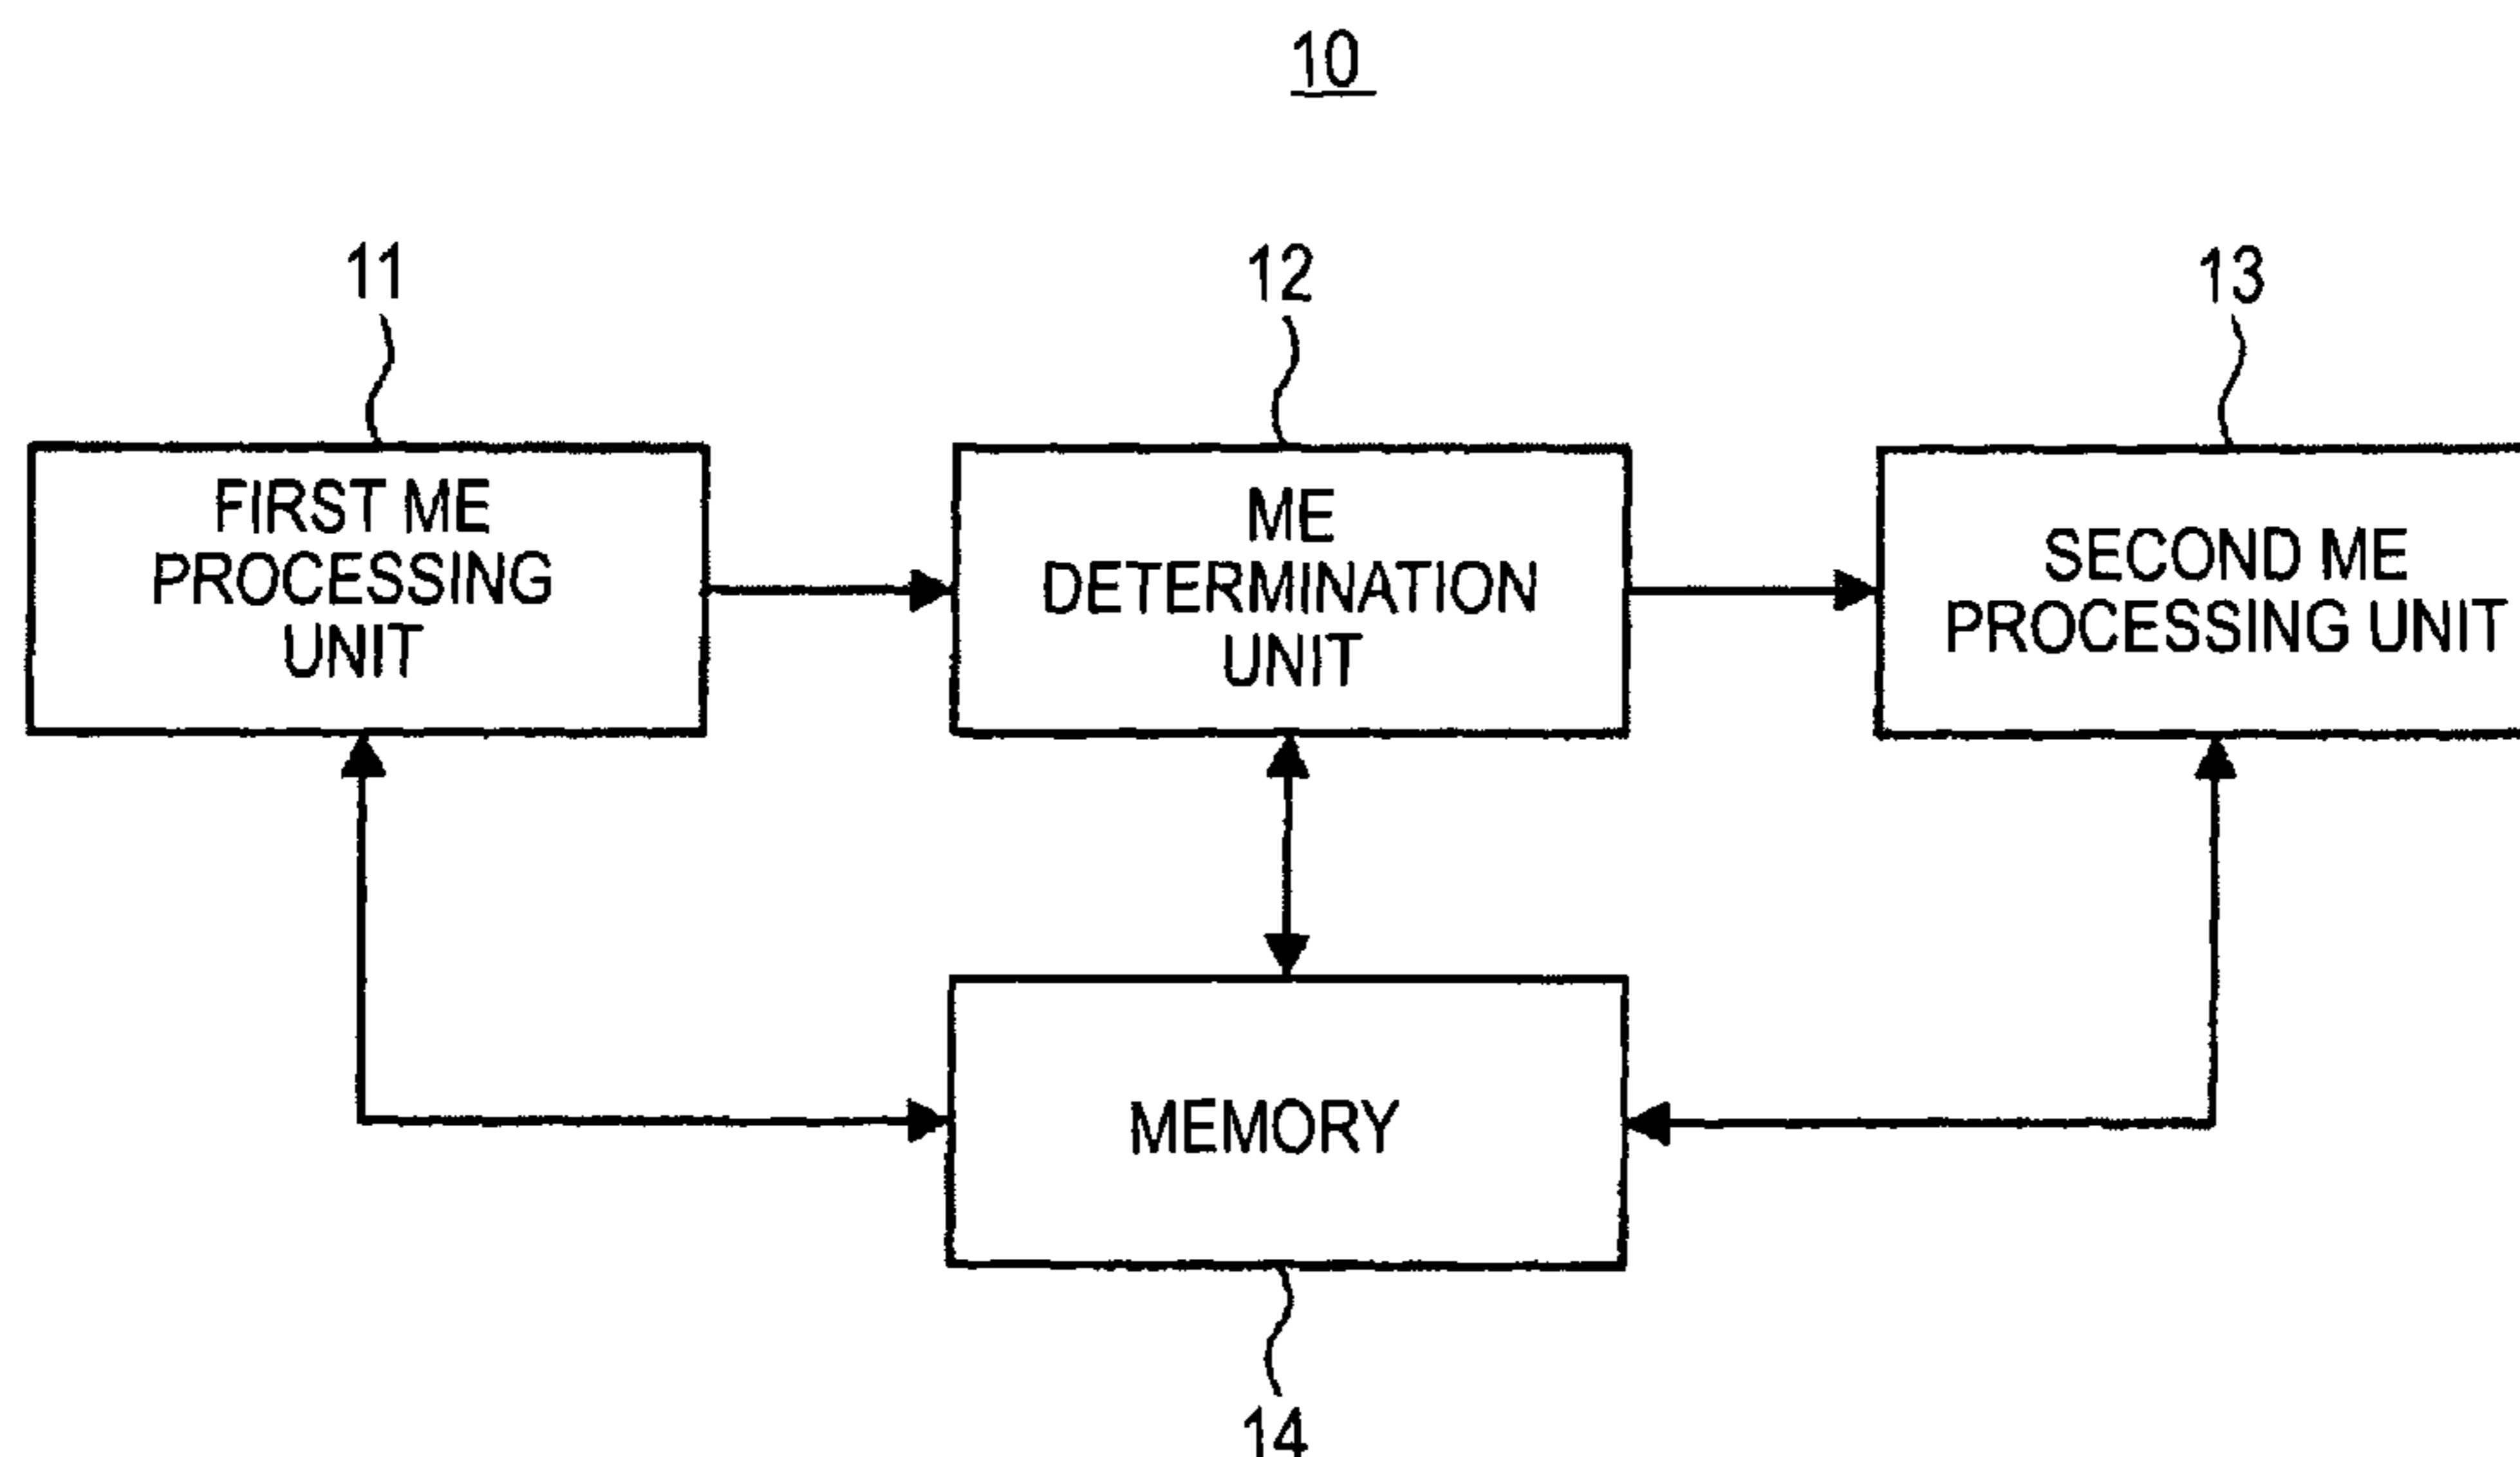 10
11
12
13
FIRST ME
PROCESSING
UNIT
ME
DETERMINATION
UNIT
SECOND ME
PROCESSING UNIT
MEMORY
14